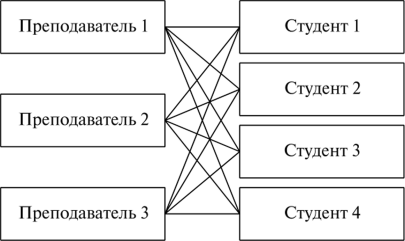 Преподаватель 1
Студент 1
Студент 2
Преподаватель 2
Студент 3
Преподаватель 3
Студент 4